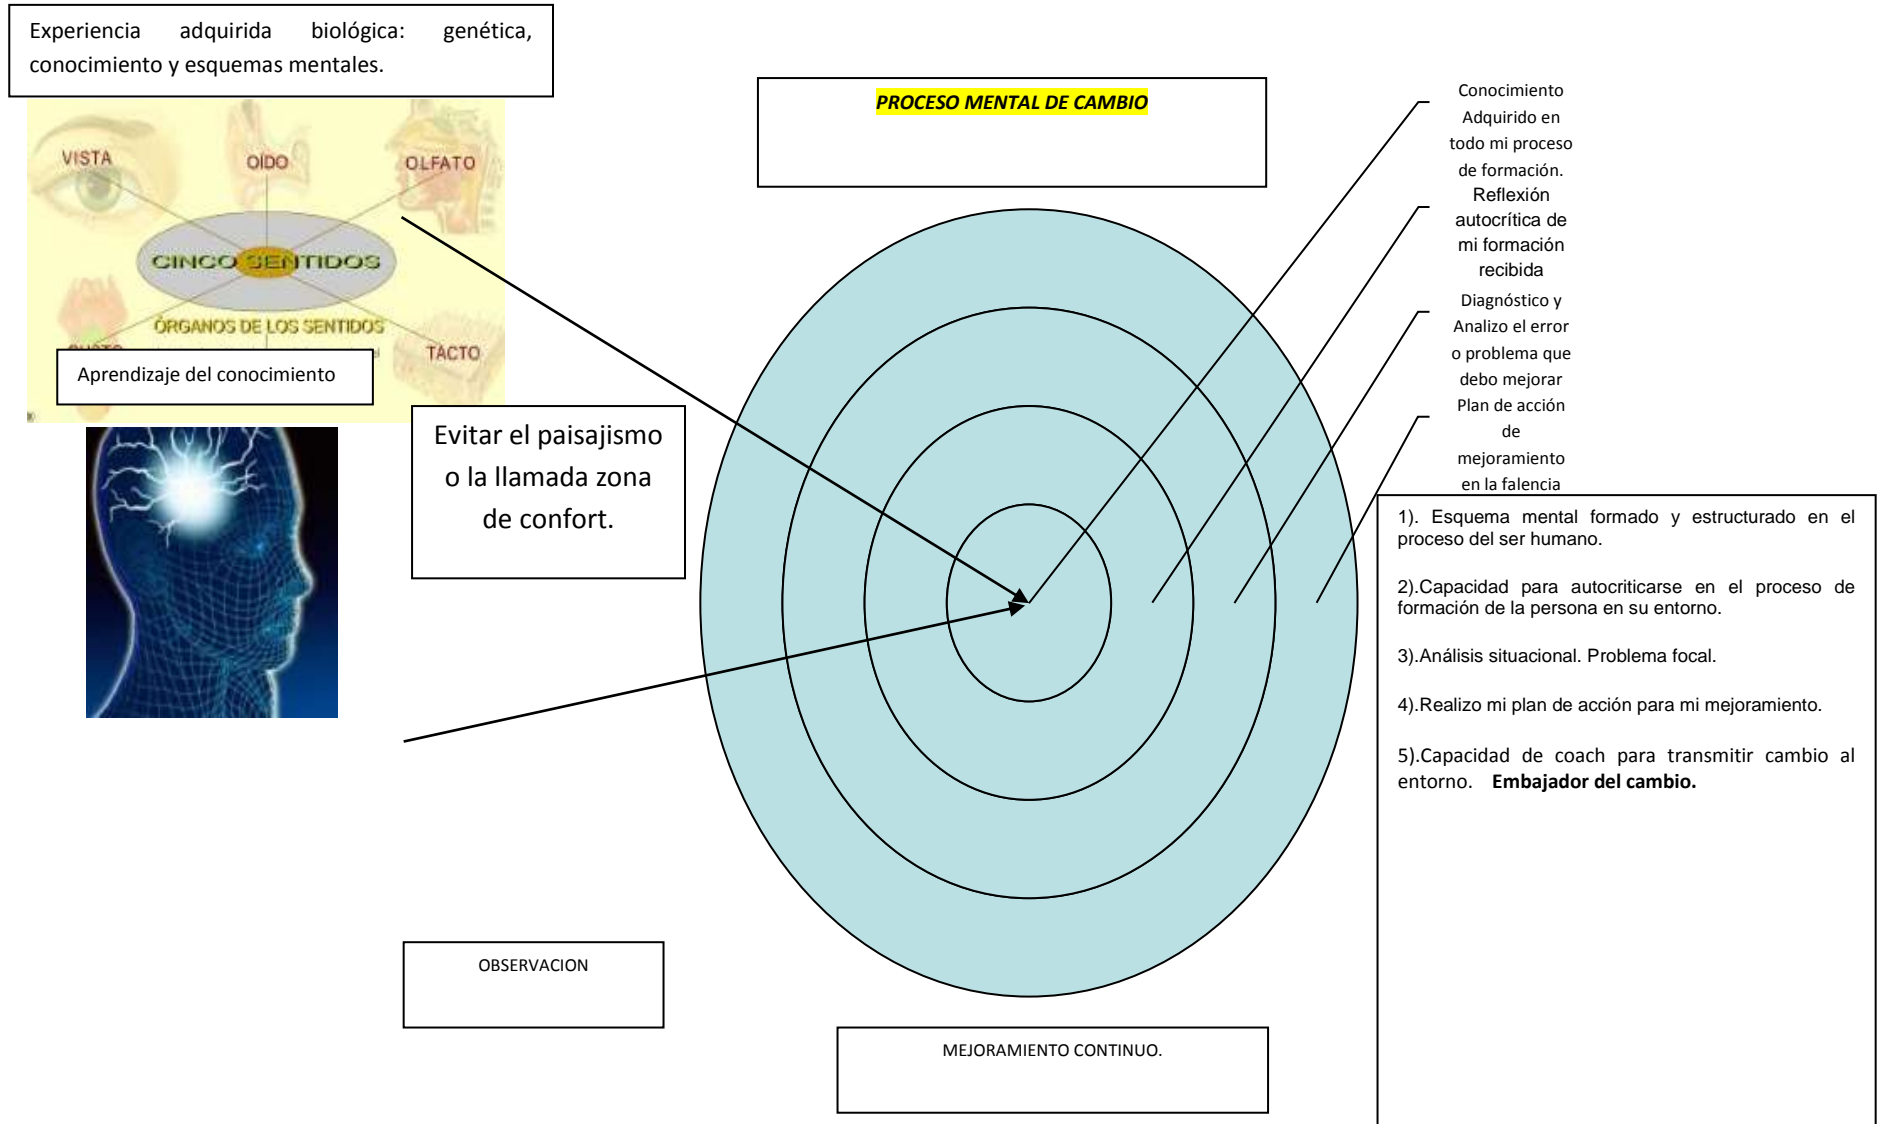 Experiencia adquirida biológica: genética,
conocimiento y esquemas mentales.
PROCESO MENTAL DE CAMBIO
VISTA
OIDO
OLFATO
CINCO SENTIDOS
ÓRGANOS DE LOS SENTIDOS
TACTO
Aprendizaje del conocimiento
Evitar el paisajismo
o la llamada zona
de confort.
Conocimiento
Adquirido en
todo mi proceso
de formación.
Reflexión
autocrítica de
mi formación
recibida
Diagnóstico y
Analizo el error
o problema que
debo mejorar
Plan de acción
de
mejoramiento
en la falencia
1). Esquema mental formado y estructurado en el
proceso del ser humano.
2).Capacidad para autocriticarse en el proceso de
formación de la persona en su entorno.
3).Análisis situacional. Problema focal.
4).Realizo mi plan de acción para mi mejoramiento.
5).Capacidad de coach para transmitir cambio al
entorno. Embajador del cambio.
OBSERVACION
MEJORAMIENTO CONTINUO.